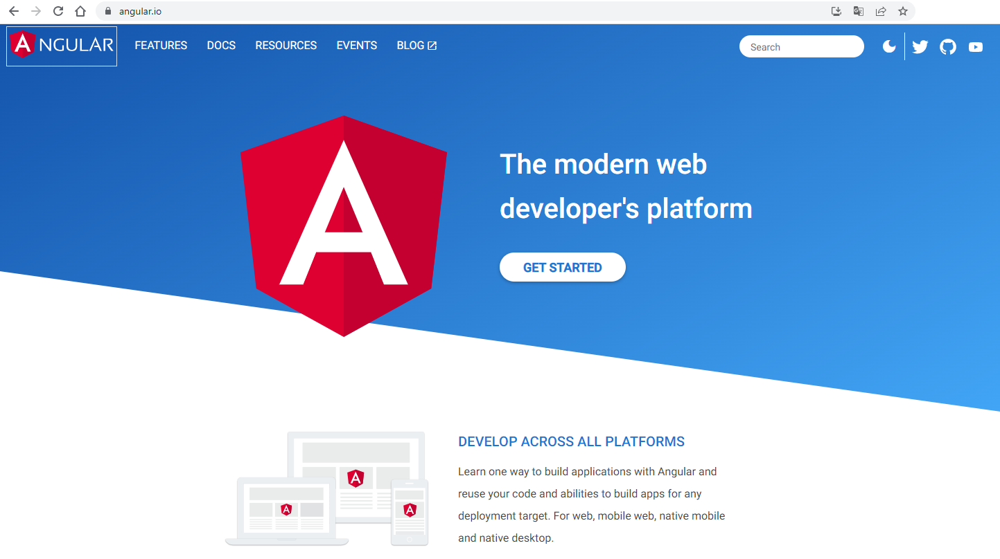 angular.io
ANGULAR
FEATURES
DOCS
RESOURCES
EVENTS
BLOG
Search
A
The modern web
developer's platform
GET STARTED
DEVELOP ACROSS ALL PLATFORMS
Learn one way to build applications with Angular and
reuse your code and abilities to build apps for any
deployment target. For web, mobile web, native mobile
and native desktop.
A
A
A